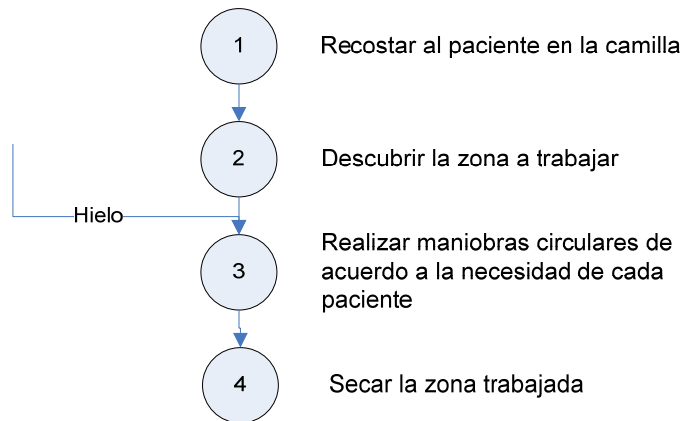 1 Recostar al paciente en la camilla
2 Descubrir la zona a trabajar
Hielo
3 Realizar maniobras circulares de
acuerdo a la necesidad de cada
paciente
4 Secar la zona trabajada